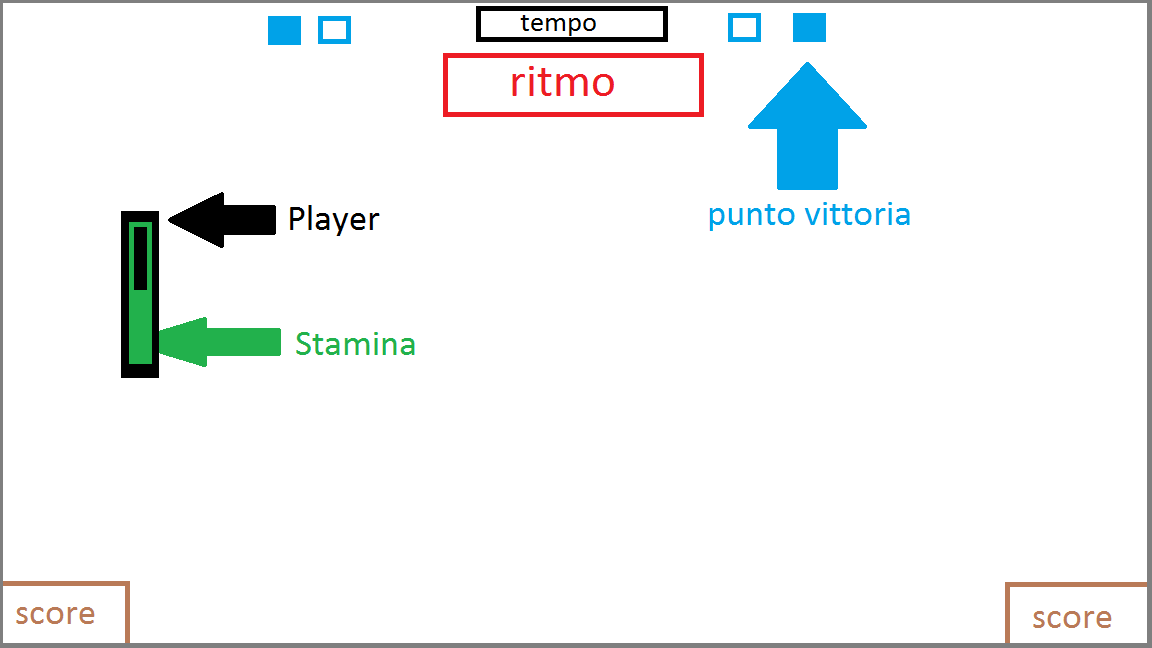 tempo
ritmo
punto vittoria
Player
Stamina
score
score